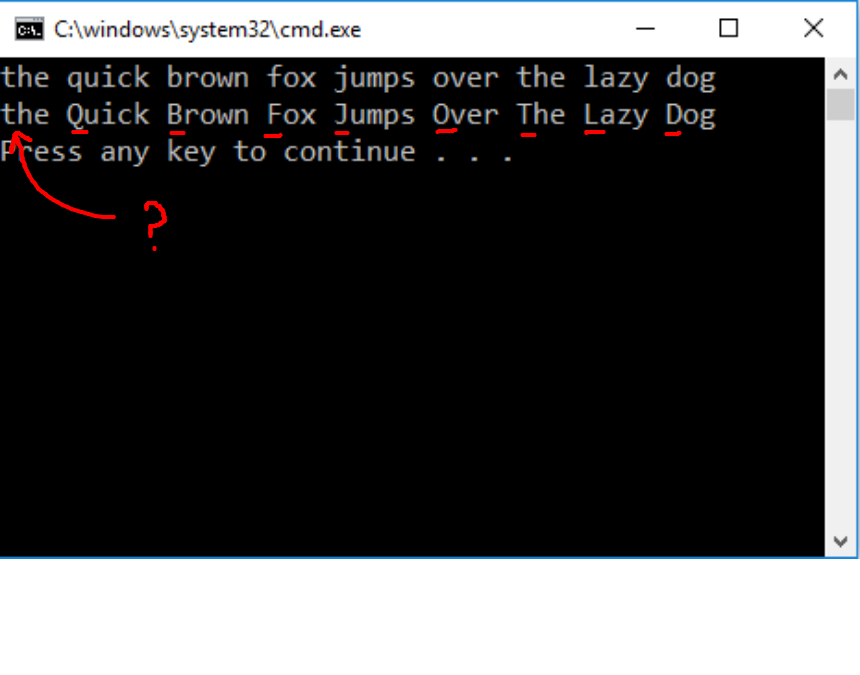 C:\windows\system32\cmd.exe
the quick brown fox jumps over the lazy dog
the Quick Brown Fox Jumps Over The Lazy Dog
Press any key to continue . . .
?